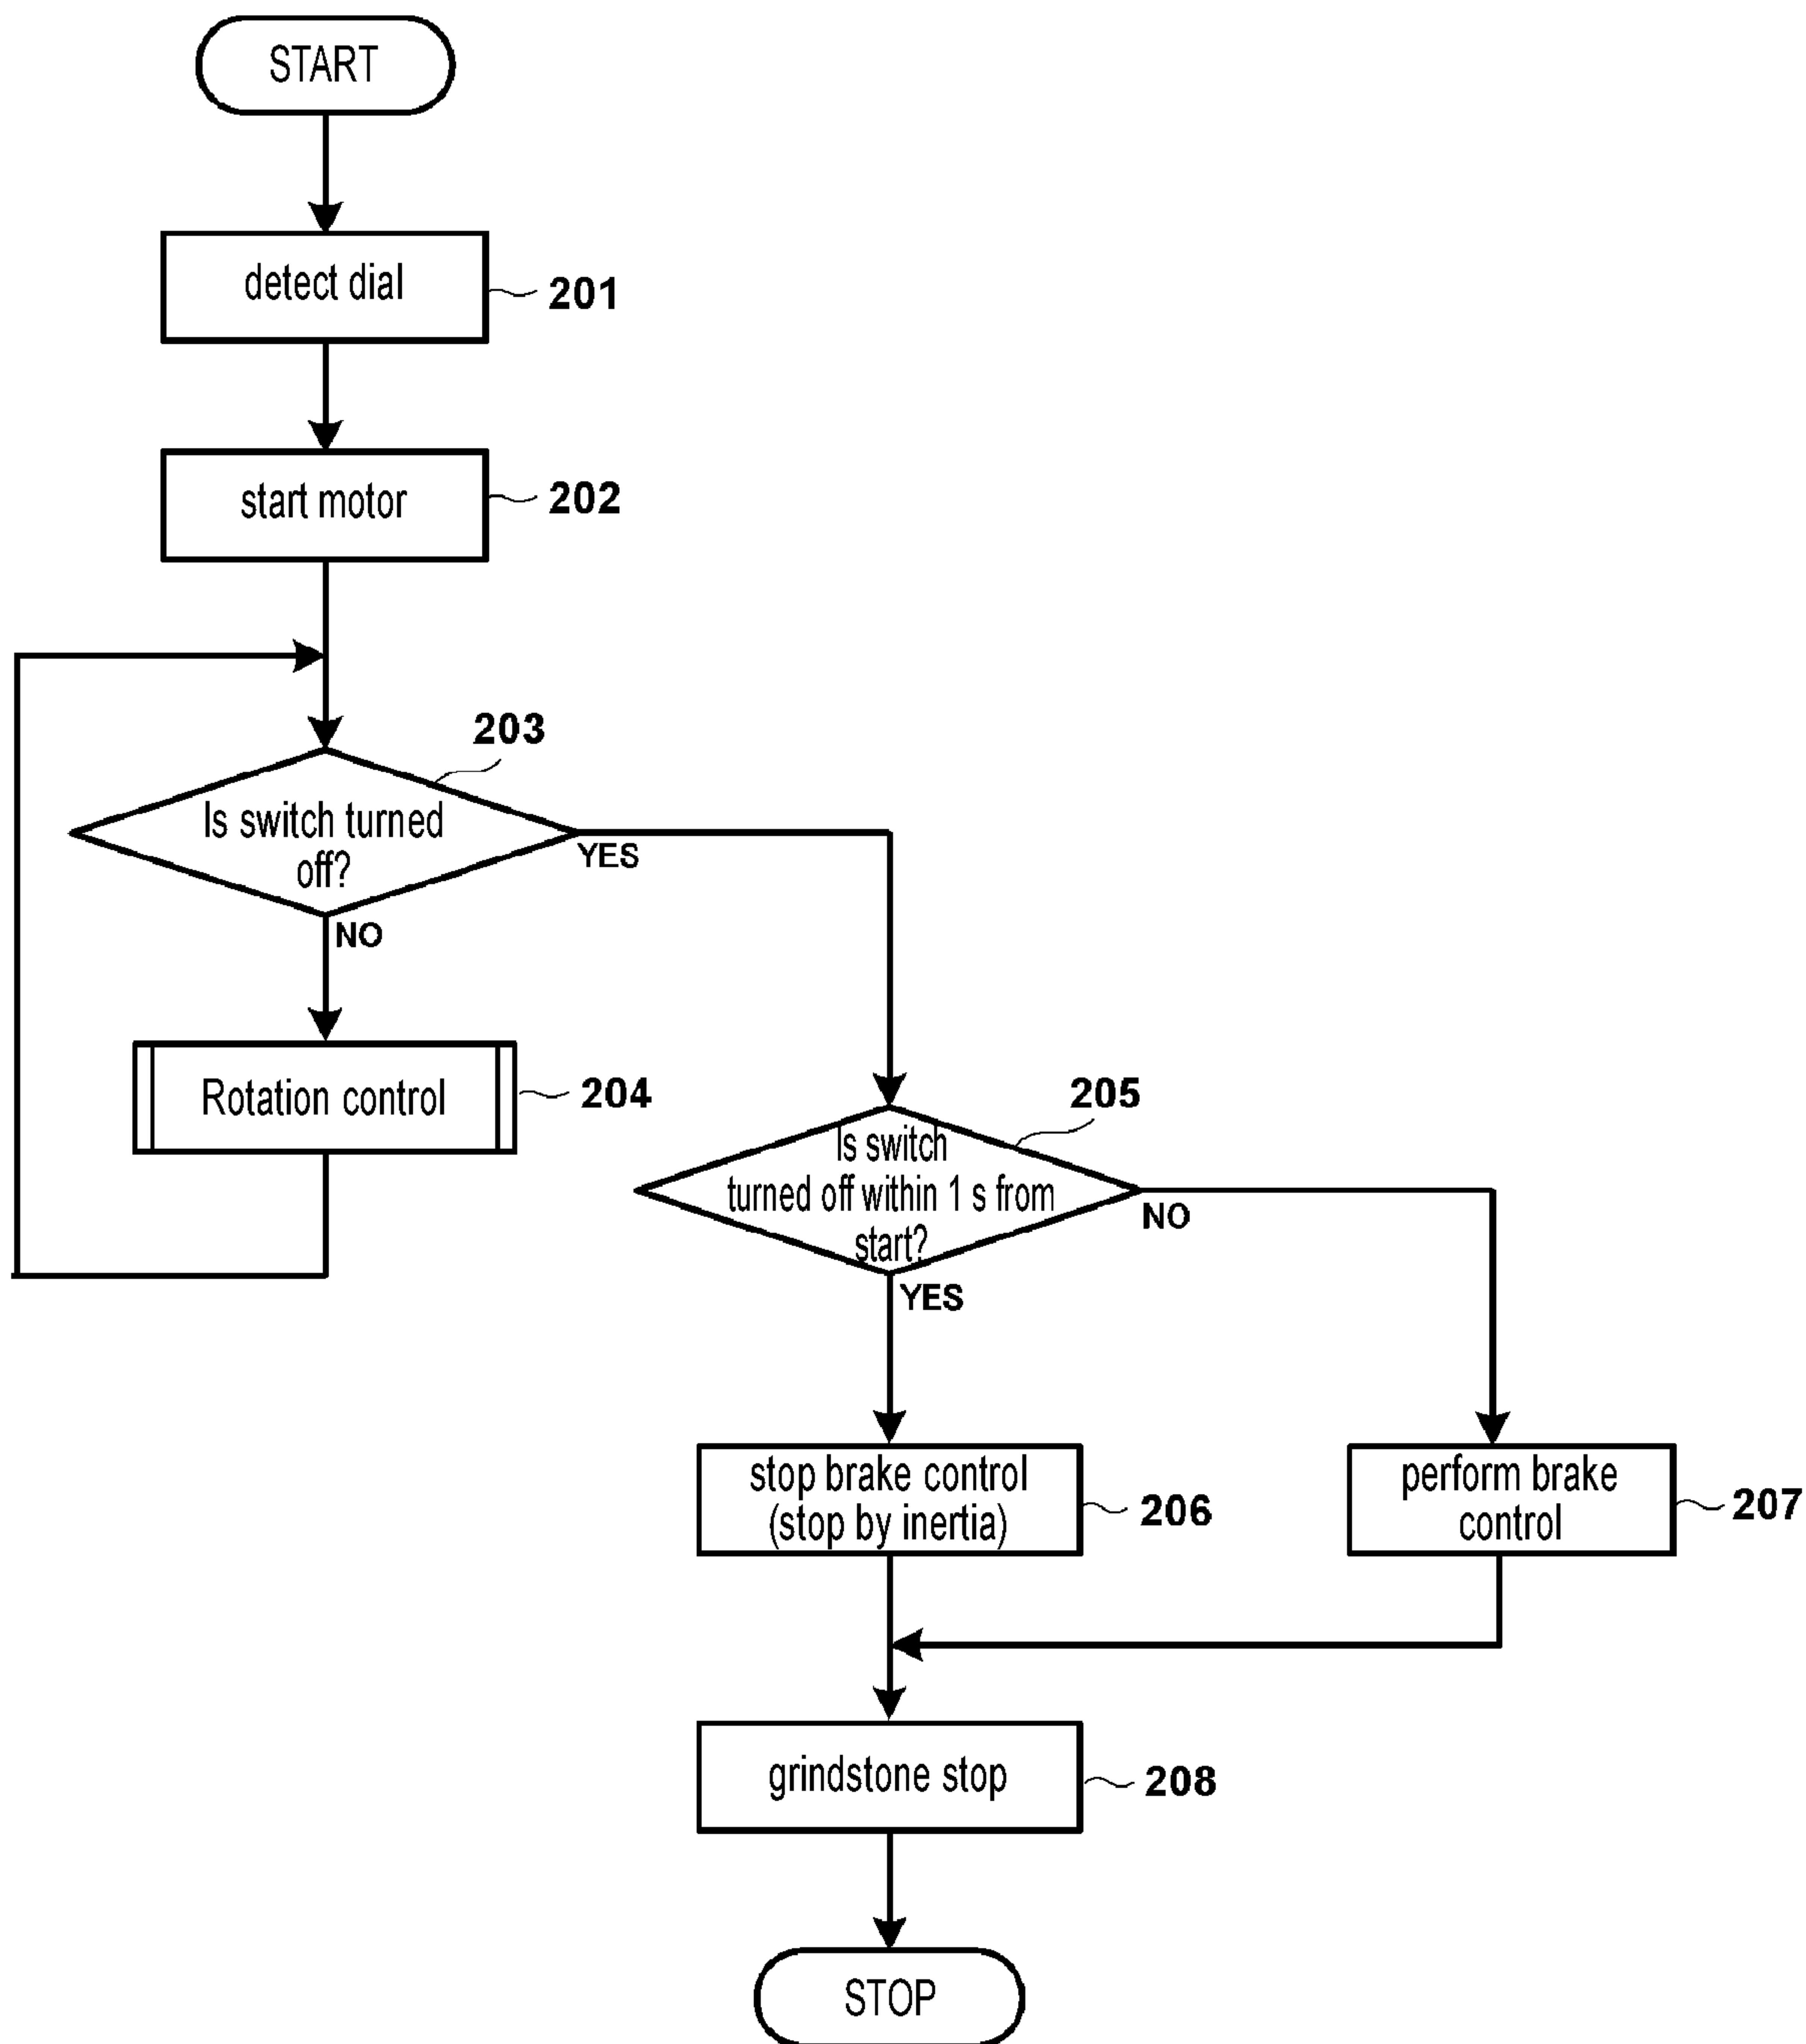 START
detect dial
201
start motor
202
203
Is switch turned
off?
YES
NO
Rotation control
204
205
Is switch
turned off within 1 s from
start?
NO
YES
stop brake control
(stop by inertia)
206
perform brake
control
207
grindstone stop
208
STOP